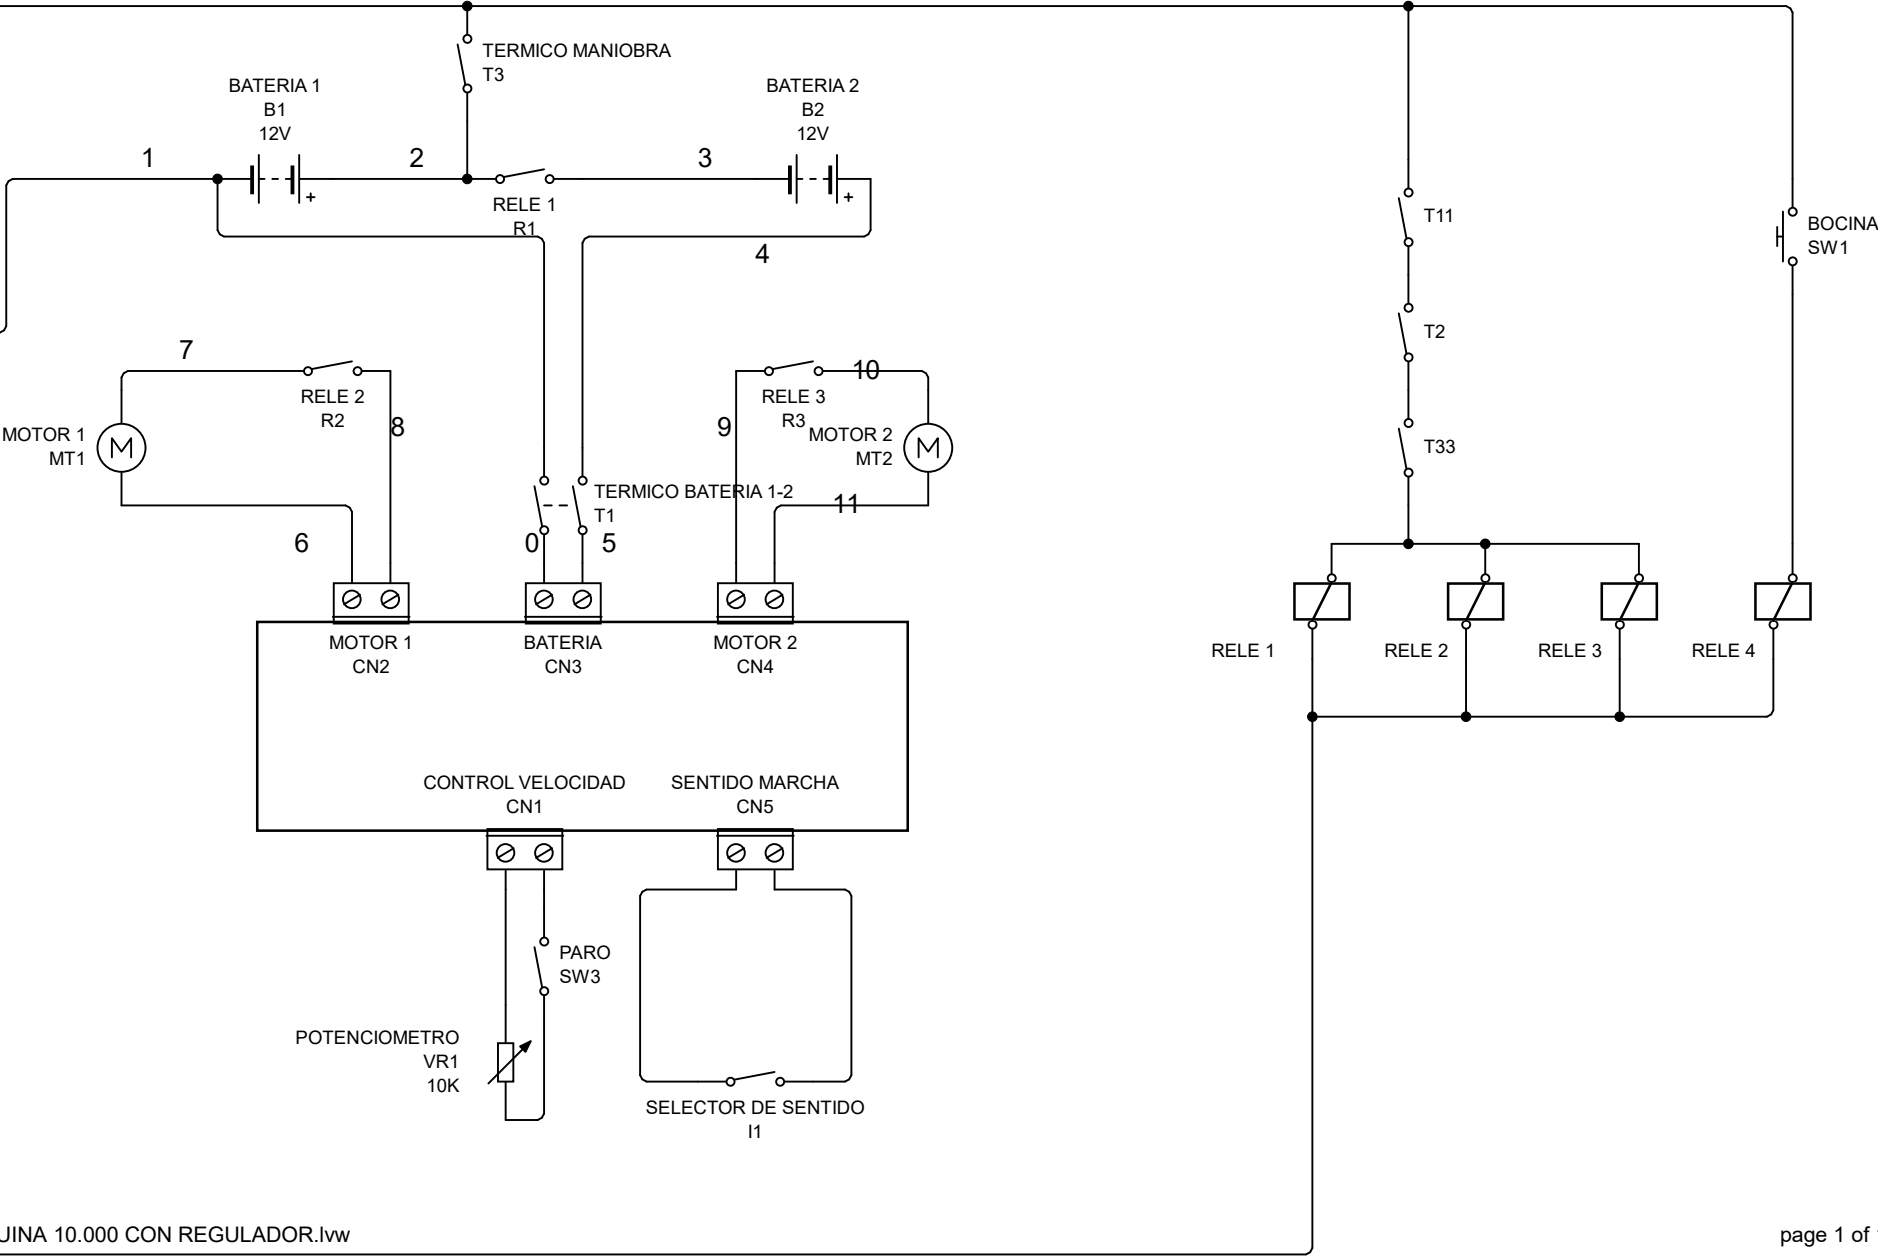 TERMICO MANIOBRA
T3
BATERIA 1
B1
12V
BATERIA 2
B2
12V
1
2
3
+
+
RELE 1
R1
4
T11
BOCINA
SW1
T2
T33
7
10
RELE 2
R2
RELE 3
R3
8
9
MOTOR 1
MT1
M
MOTOR 2
MT2
M
TERMICO BATERIA 1-2
T1
11
6
0
5
MOTOR 1
CN2
BATERIA
CN3
MOTOR 2
CN4
RELE 1
RELE 2
RELE 3
RELE 4
CONTROL VELOCIDAD
CN1
SENTIDO MARCHA
CN5
PARO
SW3
POTENCIOMETRO
VR1
10K
SELECTOR DE SENTIDO
I1
UINA 10.000 CON REGULADOR.lvw
page 1 of